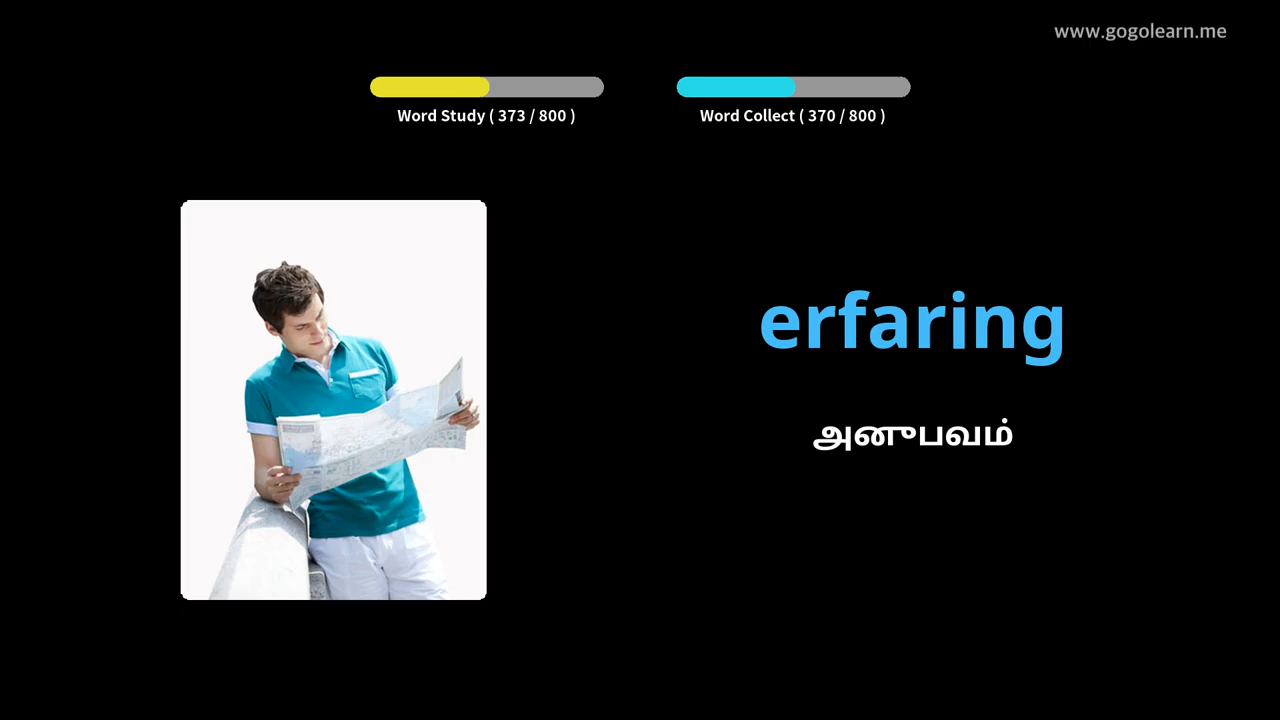 www.gogolearn.me
Word Study ( 373 / 800 )
Word Collect ( 370 / 800 )
erfaring
அனுபவம்